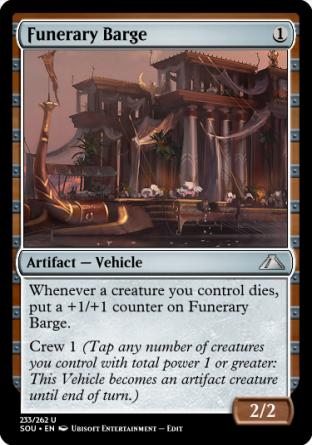 Funerary Barge 1
Artifact — Vehicle
Whenever a creature you control dies,
put a +1/+1 counter on Funerary
Barge.
Crew 1 (Tap any number of creatures
you control with total power 1 or greater:
This Vehicle becomes an artifact creature
until end of turn.)
2/2
233/262 U
SOU • EN Ubisoft Entertainment — Edit